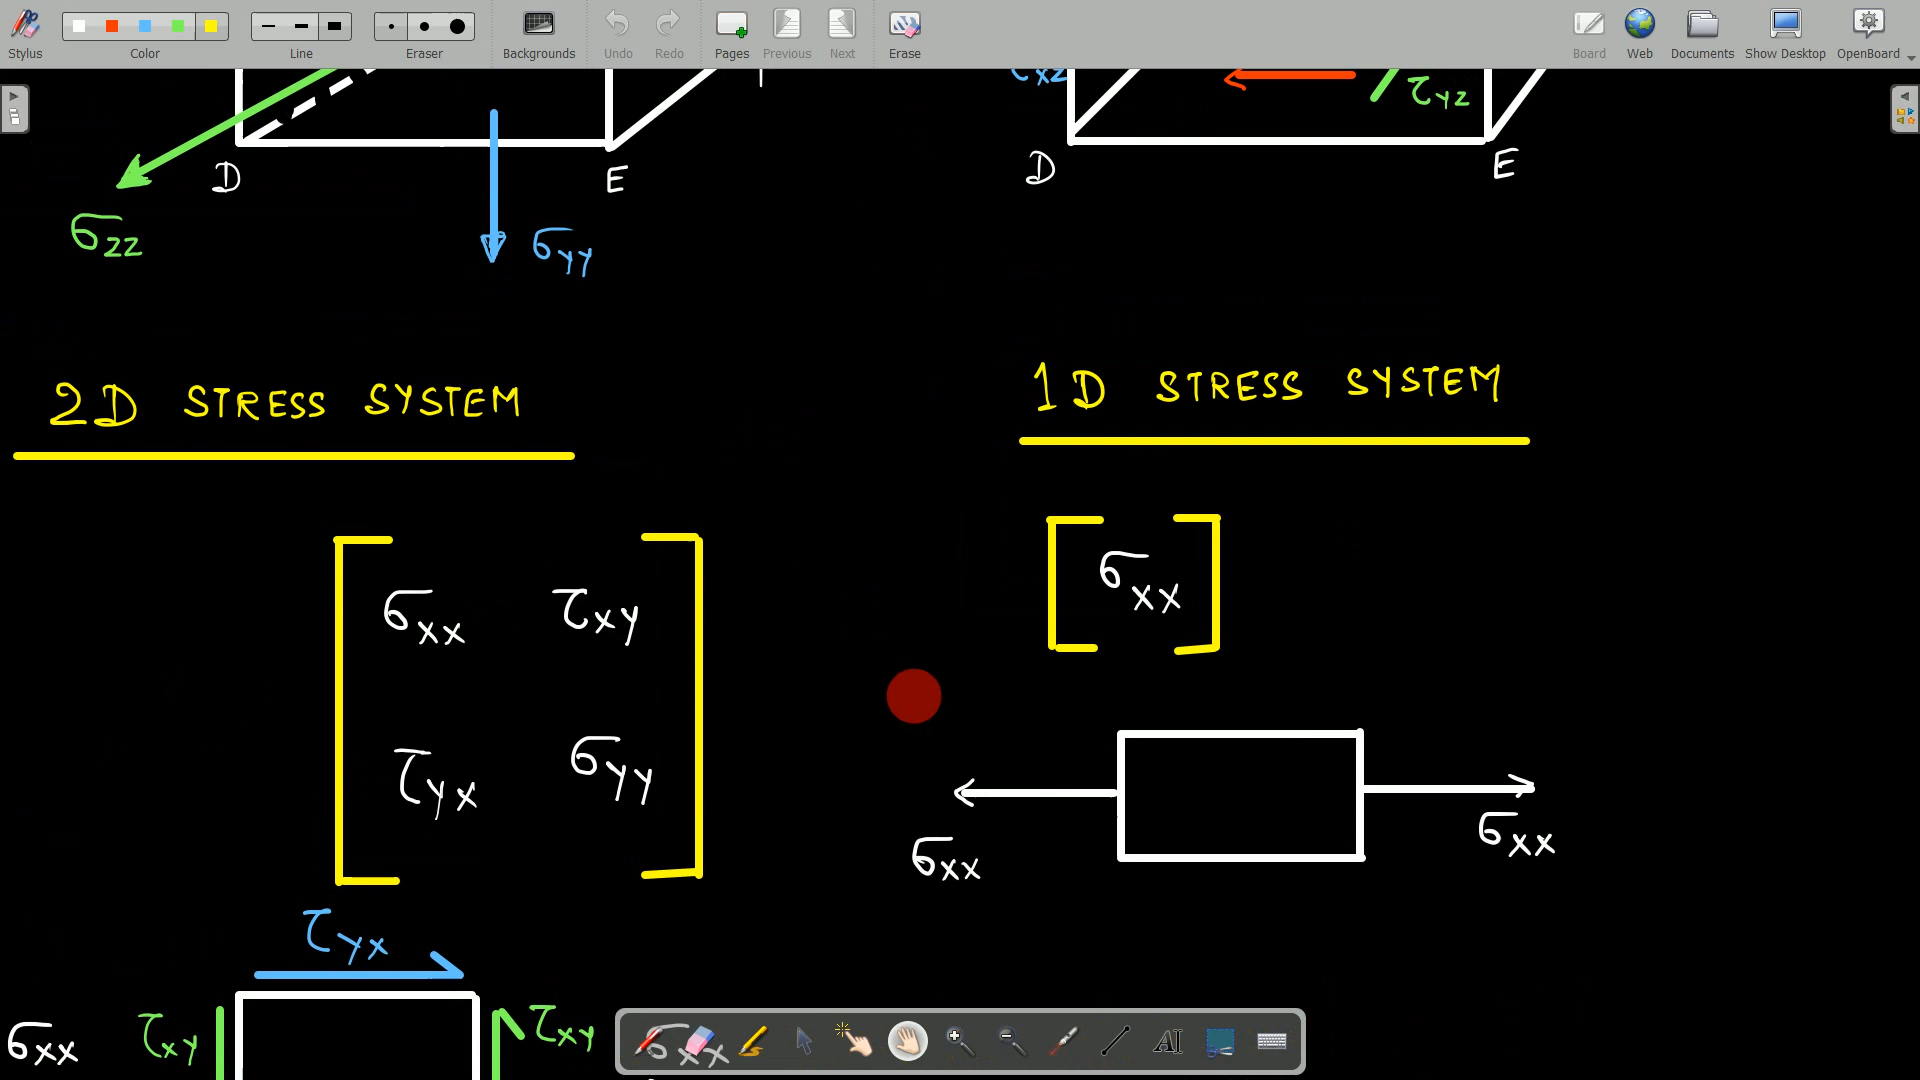 Stylus Color Line Eraser Backgrounds Undo Redo Pages Previous Next Erase Board Web Documents Show Desktop OpenBoard
τyz
D E
D E
σzz
σyy
2D STRESS SYSTEM
1D STRESS SYSTEM
σxx τxy
τyx σyy
σxx
σxx σxx
τyx
σxx τxy τxy σxx